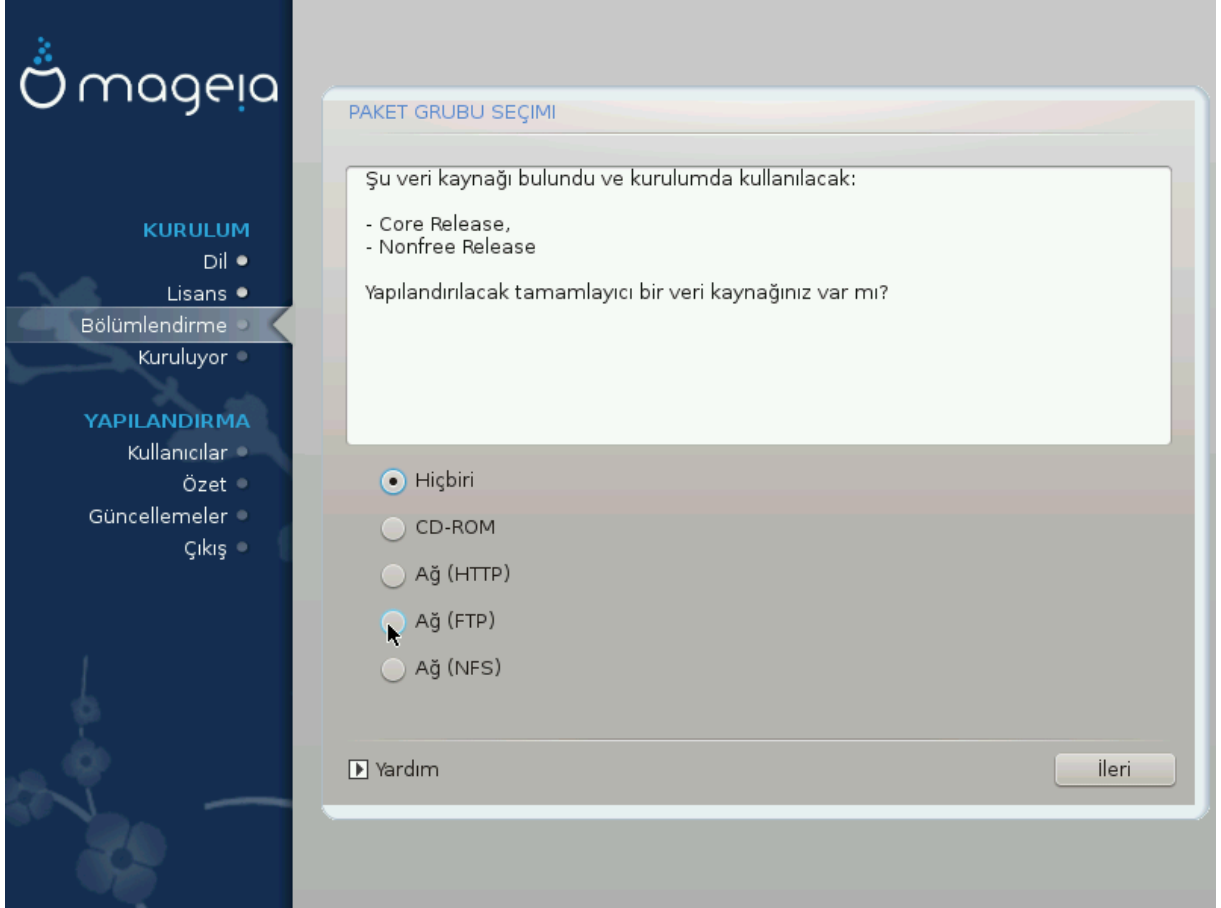 mageia
KURULUM
Dil
Lisans
Bölümlendirme
Kuruluyor
YAPILANDIRMA
Kullanıcılar
Özet
Güncellemeler
Çıkış
PAKET GRUBU SEÇIMI
Şu veri kaynağı bulundu ve kurulumda kullanılacak:
- Core Release,
- Nonfree Release
Yapılandırılacak tamamlayıcı bir veri kaynağınız var mı?
Hiçbiri
CD-ROM
Ağ (HTTP)
Ağ (FTP)
Ağ (NFS)
Yardım
İleri